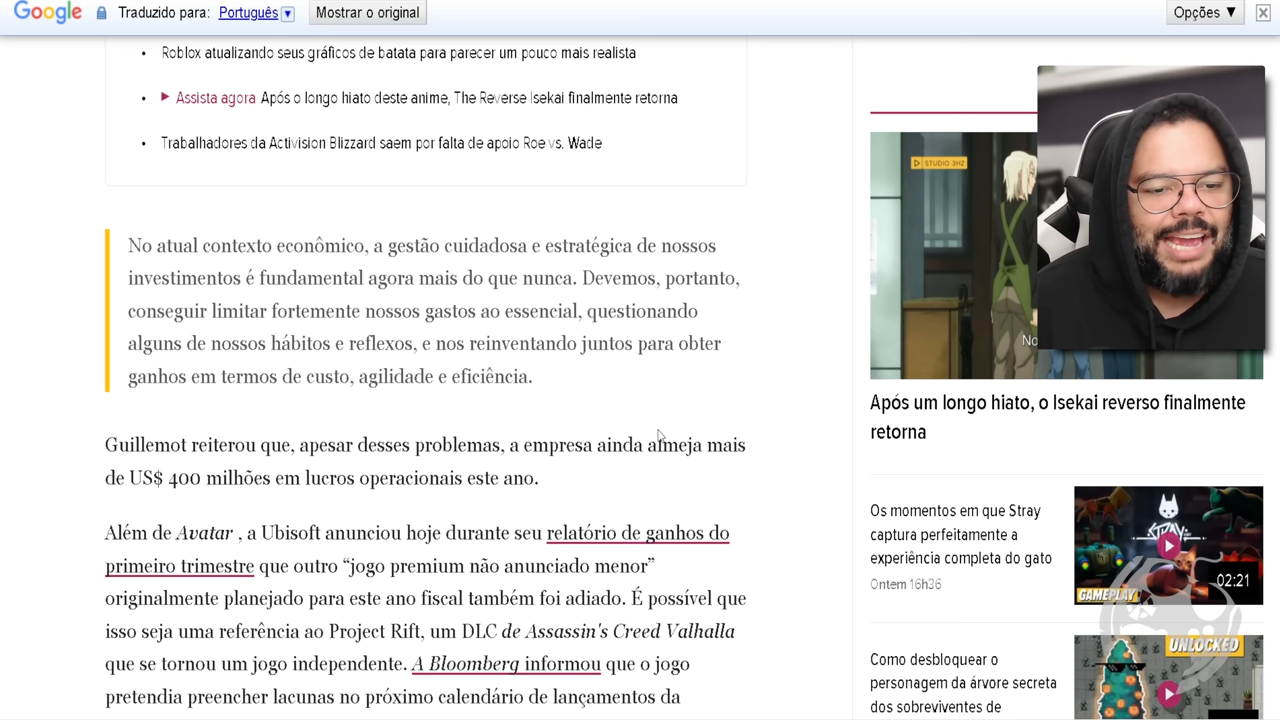 Google Traduzido para: Português ▼ Mostrar o original Opções ▼
• Roblox atualizando seus gráficos de batata para parecer um pouco mais realista
• Assista agora Após o longo hiato deste anime, The Reverse Isekai finalmente retorna
• Trabalhadores da Activision Blizzard saem por falta de apoio Roe vs. Wade
No atual contexto econômico, a gestão cuidadosa e estratégica de nossos
investimentos é fundamental agora mais do que nunca. Devemos, portanto,
conseguir limitar fortemente nossos gastos ao essencial, questionando
alguns de nossos hábitos e reflexos, e nos reinventando juntos para obter
ganhos em termos de custo, agilidade e eficiência.
Guillemot reiterou que, apesar desses problemas, a empresa ainda almeja mais
de US$ 400 milhões em lucros operacionais este ano.
Além de Avatar , a Ubisoft anunciou hoje durante seu relatório de ganhos do
primeiro trimestre que outro “jogo premium não anunciado menor”
originalmente planejado para este ano fiscal também foi adiado. É possível que
isso seja uma referência ao Project Rift, um DLC de Assassin's Creed Valhalla
que se tornou um jogo independente. A Bloomberg informou que o jogo
pretendia preencher lacunas no próximo calendário de lançamentos da
STUDIO 3HZ
No
Após um longo hiato, o Isekai reverso finalmente
retorna
Os momentos em que Stray
captura perfeitamente a
experiência completa do gato
Ontem 16h36
STRAY
GAMEPLAY
02:21
Como desbloquear o
personagem da árvore secreta
dos sobreviventes de
UNLOCKED